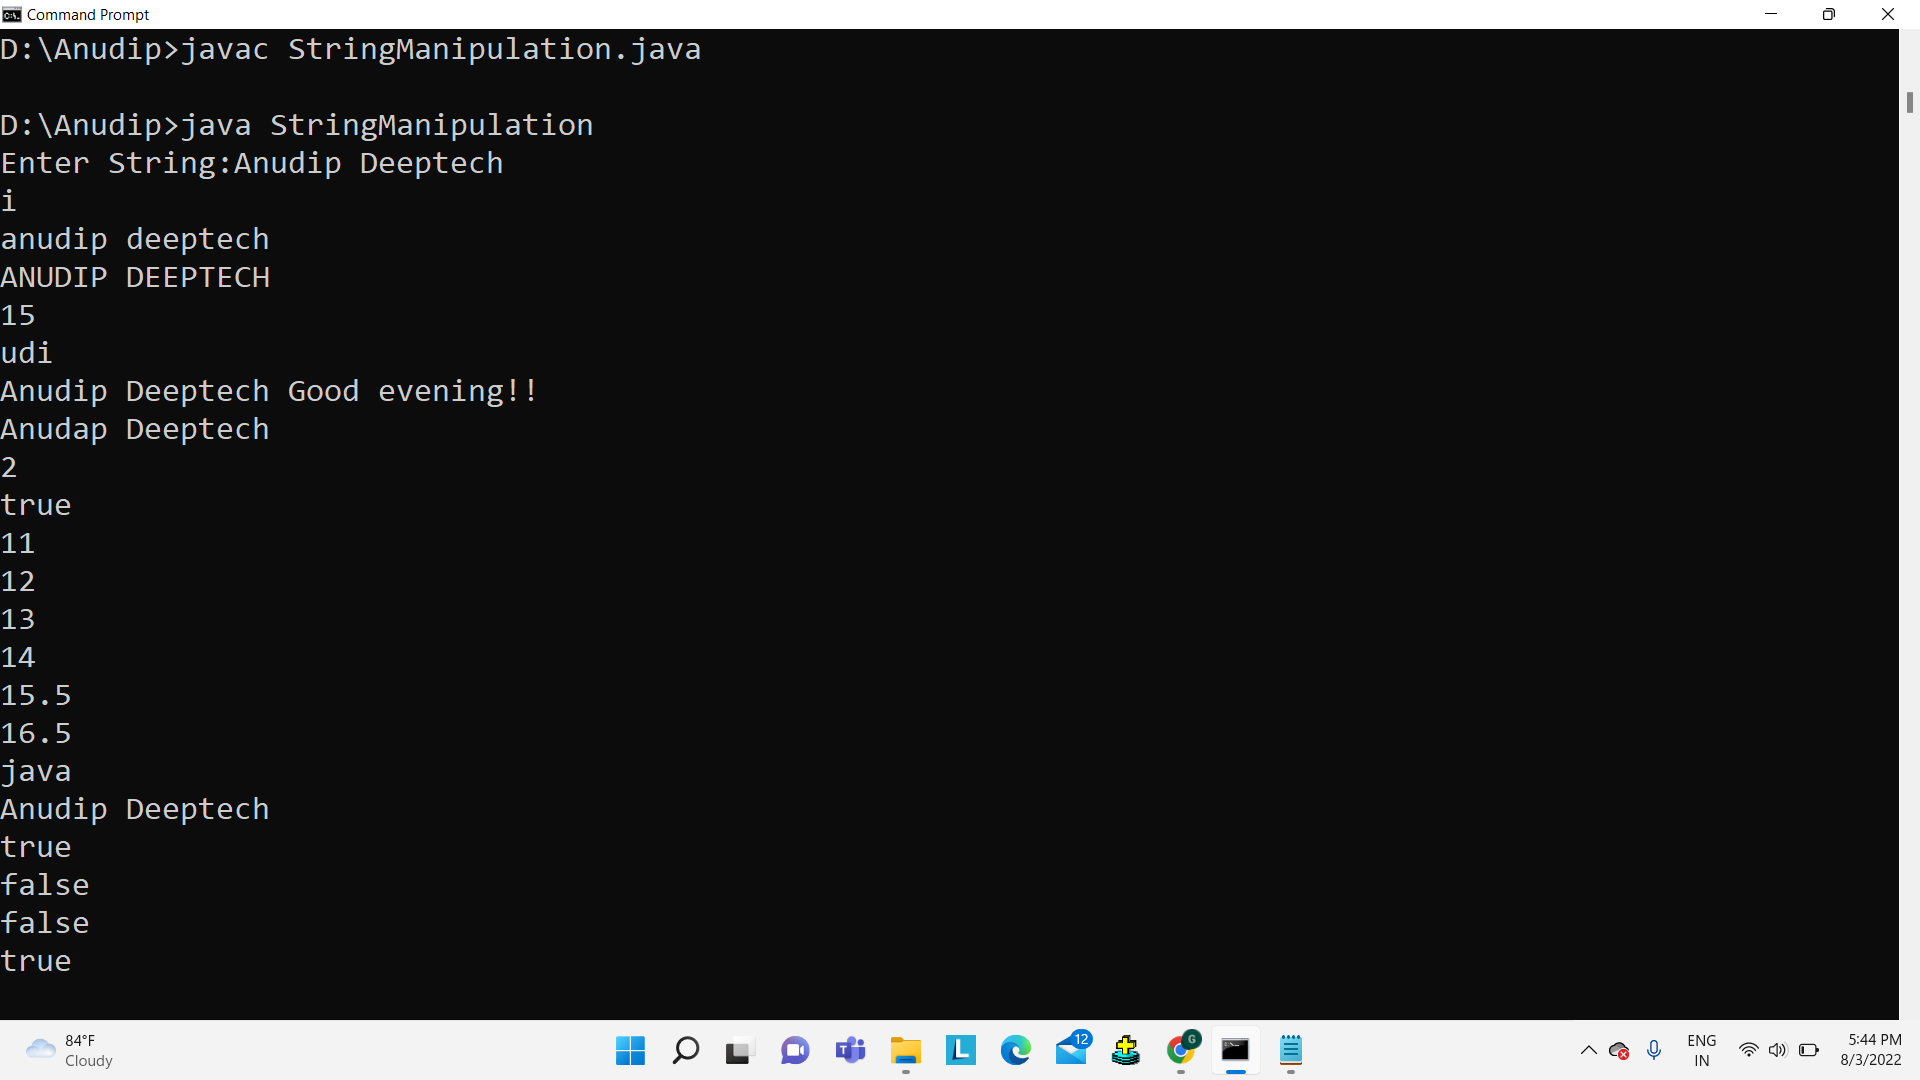 Command Prompt
D:\Anudip>javac StringManipulation.java
D:\Anudip>java StringManipulation
Enter String:Anudip Deeptech
i
anudip deeptech
ANUDIP DEEPTECH
15
udi
Anudip Deeptech Good evening!!
Anudap Deeptech
2
true
11
12
13
14
15.5
16.5
java
Anudip Deeptech
true
false
false
true
84°F
Cloudy
L
12
G
ENG
IN
5:44 PM
8/3/2022